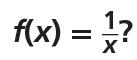 f(x) = 1/x?